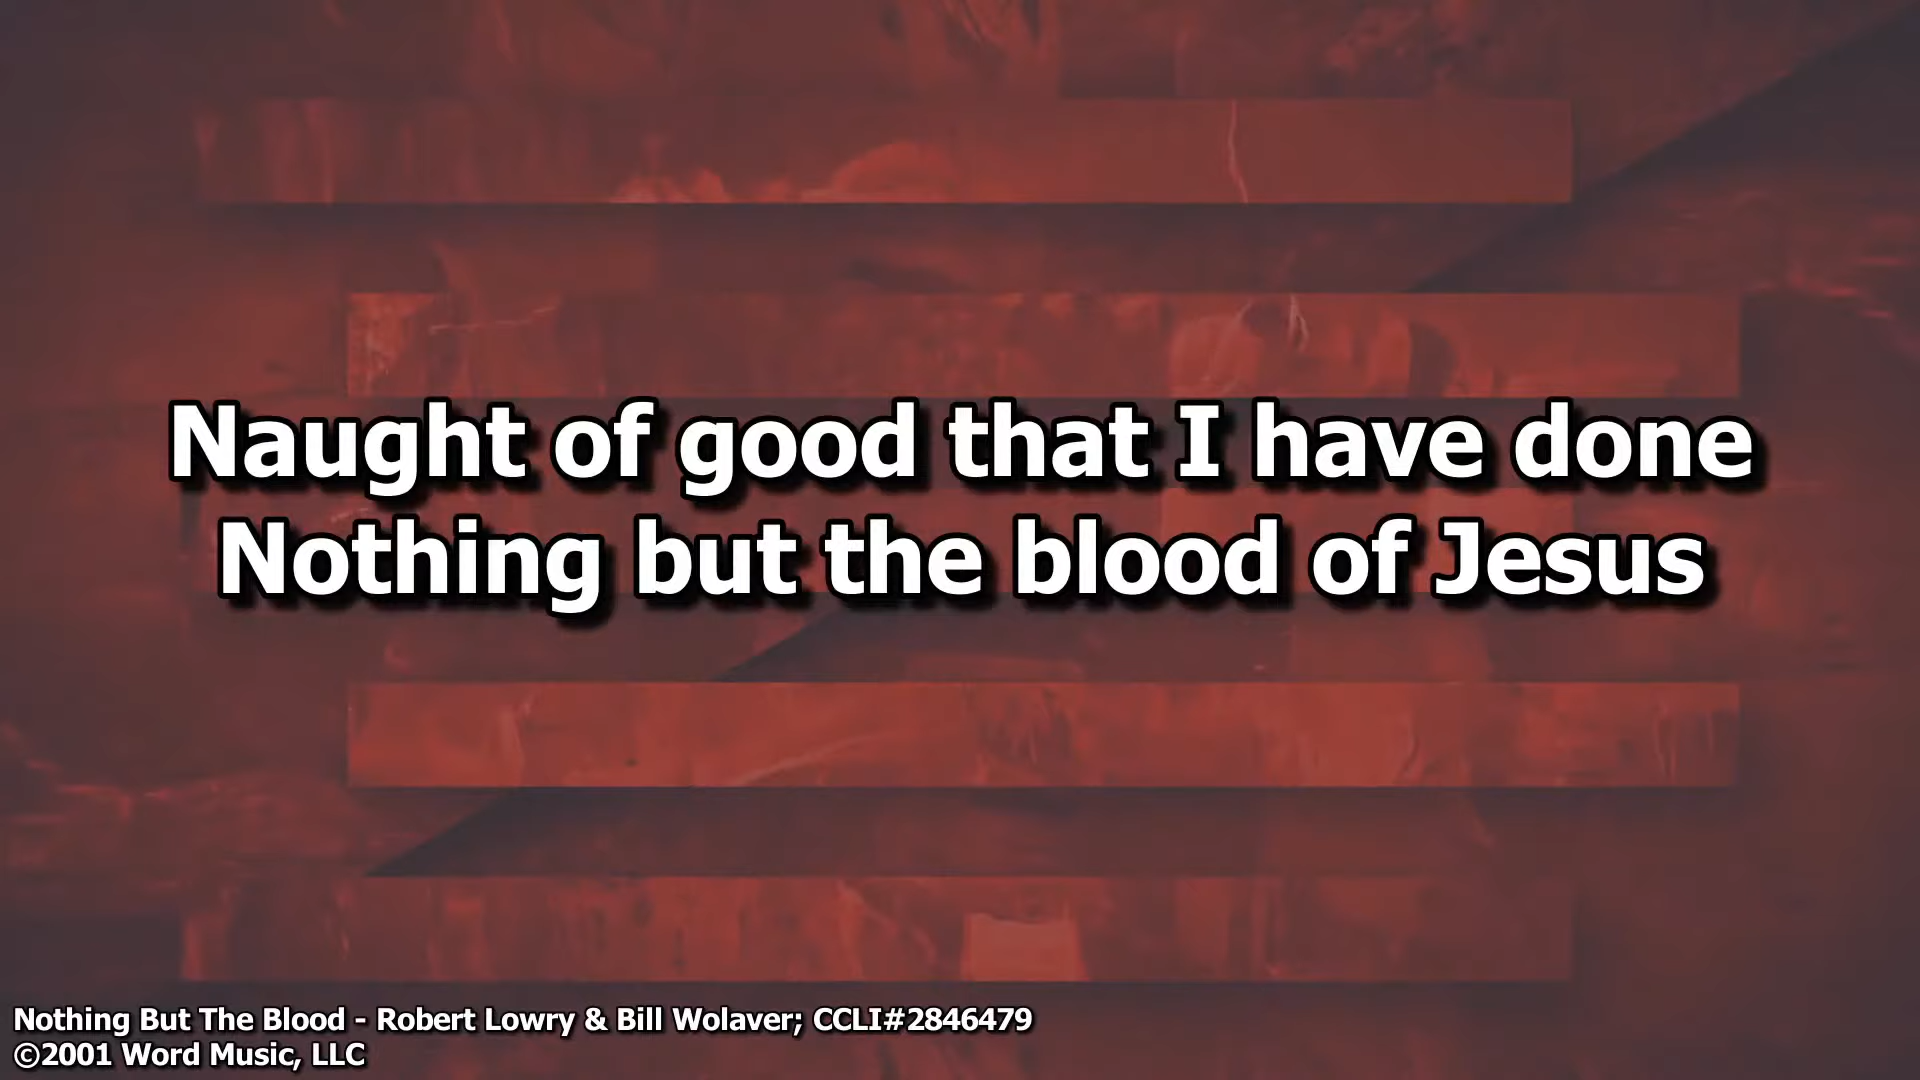 Naught of good that I have done
Nothing but the blood of Jesus
Nothing But The Blood - Robert Lowry & Bill Wolaver; CCLI#2846479
©2001 Word Music, LLC